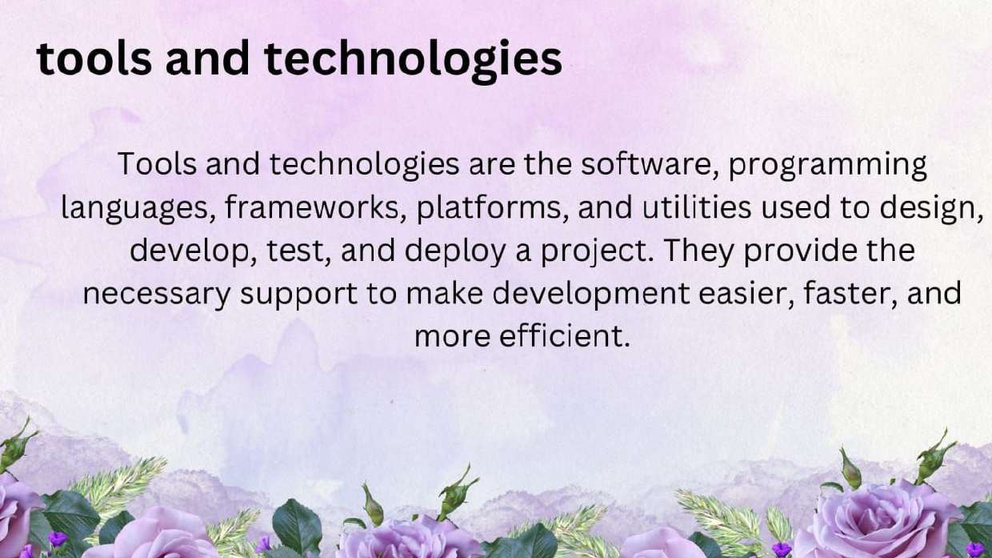 tools and technologies
Tools and technologies are the software, programming
languages, frameworks, platforms, and utilities used to design,
develop, test, and deploy a project. They provide the
necessary support to make development easier, faster, and
more efficient.